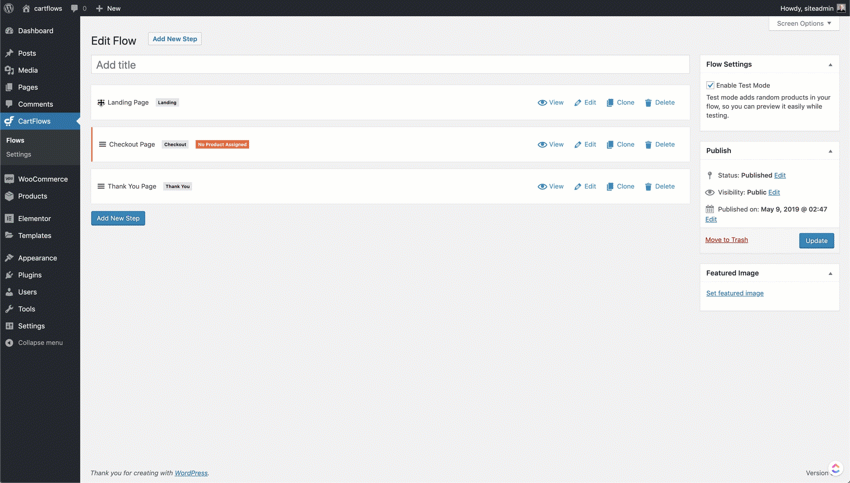 cartflows 0 New Howdy, siteadmin
Screen Options
Dashboard
Posts
Media
Pages
Comments
CartFlows
Flows
Settings
WooCommerce
Products
Elementor
Templates
Appearance
Plugins
Users
Tools
Settings
Collapse menu
Edit Flow Add New Step
Add title
Landing Page Landing View Edit Clone Delete
Checkout Page Checkout No Product Assigned View Edit Clone Delete
Thank You Page Thank You View Edit Clone Delete
Add New Step
Flow Settings
Enable Test Mode
Test mode adds random products in your
flow, so you can preview it easily while
testing.
Publish
Status: Published Edit
Visibility: Public Edit
Published on: May 9, 2019 @ 02:47
Edit
Move to Trash Update
Featured Image
Set featured image
Thank you for creating with WordPress. Version